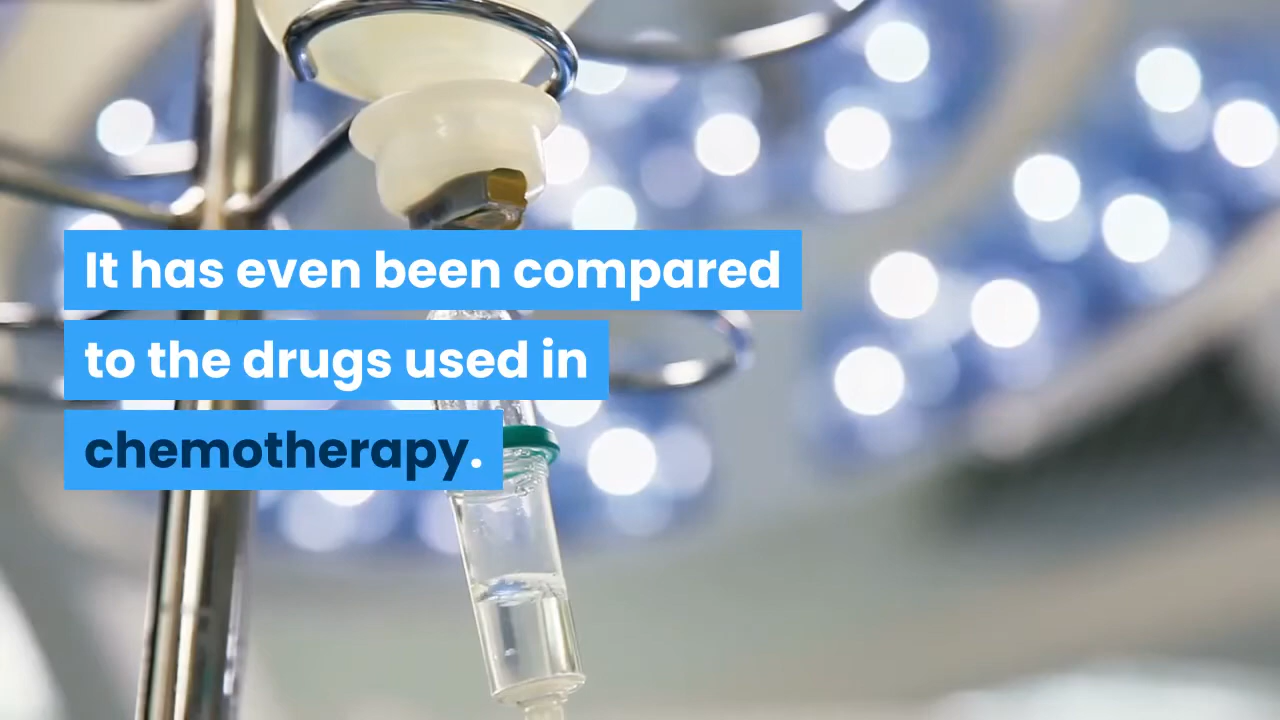 It has even been compared
to the drugs used in
chemotherapy.